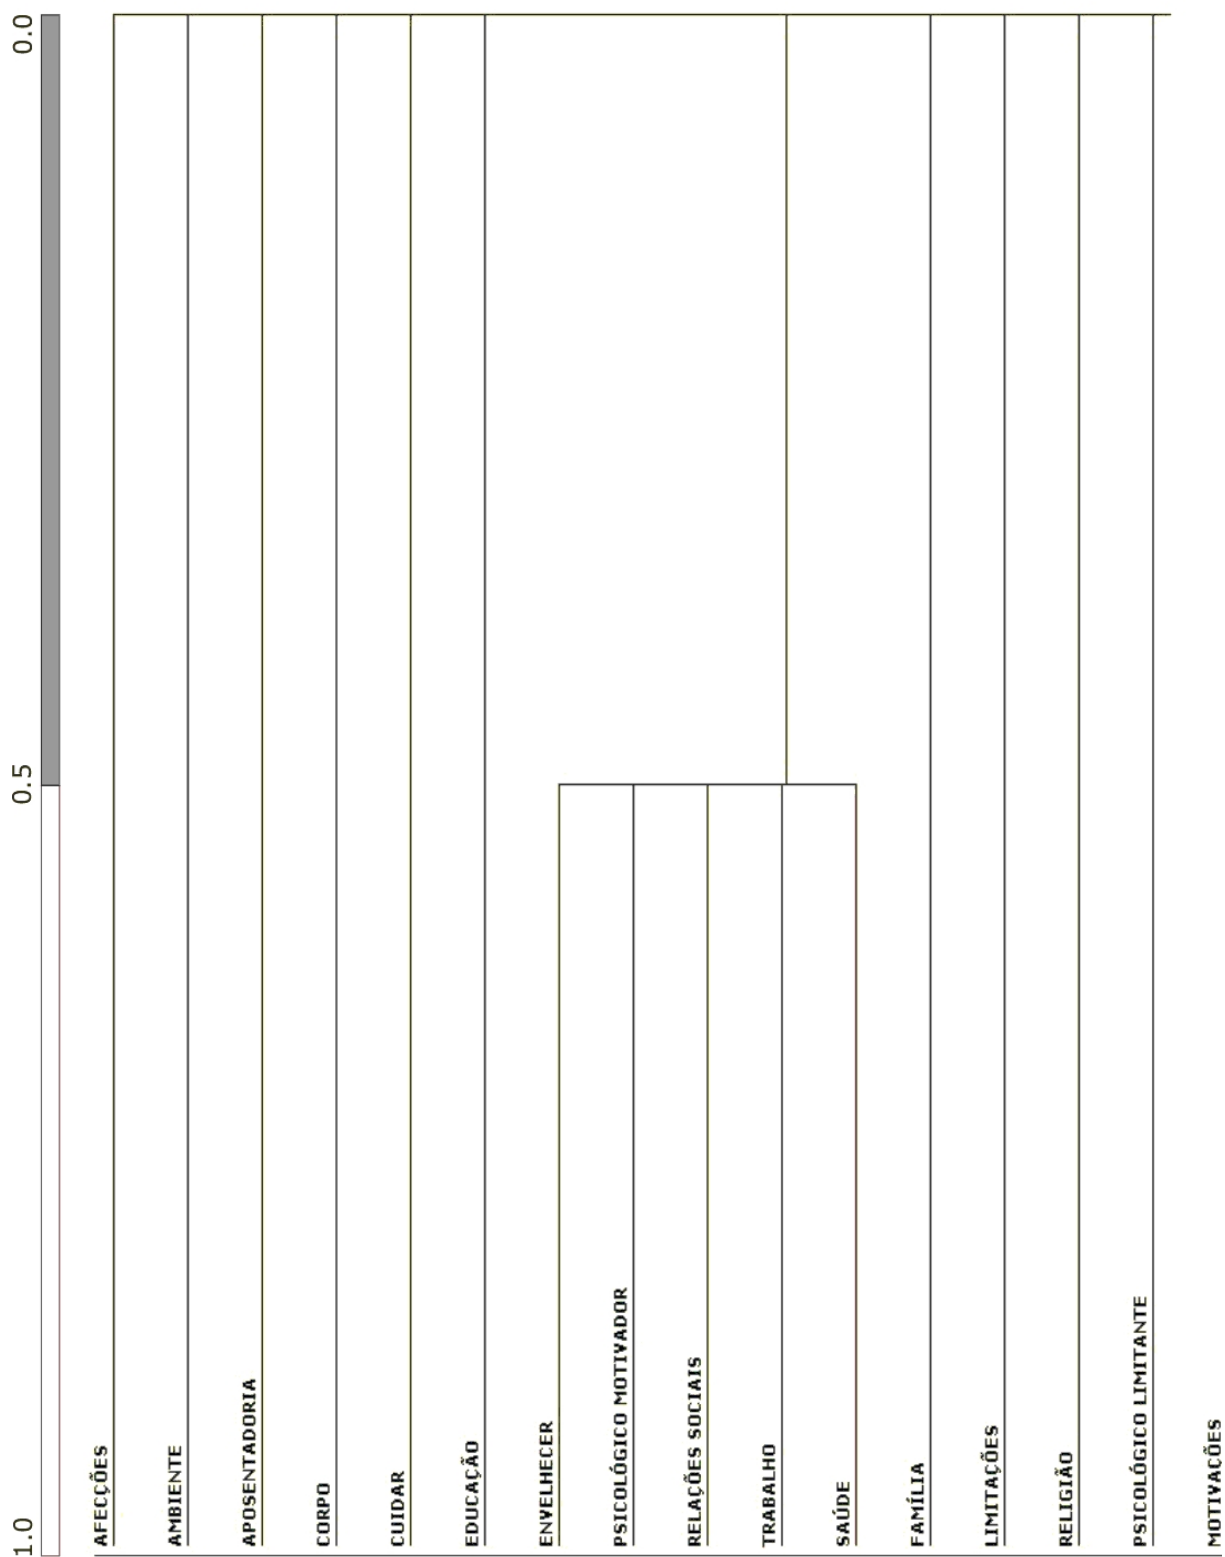 0.0
0.5
1.0
AFECÇÕES
AMBIENTE
APOSENTADORIA
CORPO
CUIDAR
EDUCAÇÃO
ENVELHECER
PSICOLÓGICO MOTIVADOR
RELAÇÕES SOCIAIS
TRABALHO
SAÚDE
FAMÍLIA
LIMITAÇÕES
RELIGIÃO
PSICOLÓGICO LIMITANTE
MOTIVAÇÕES